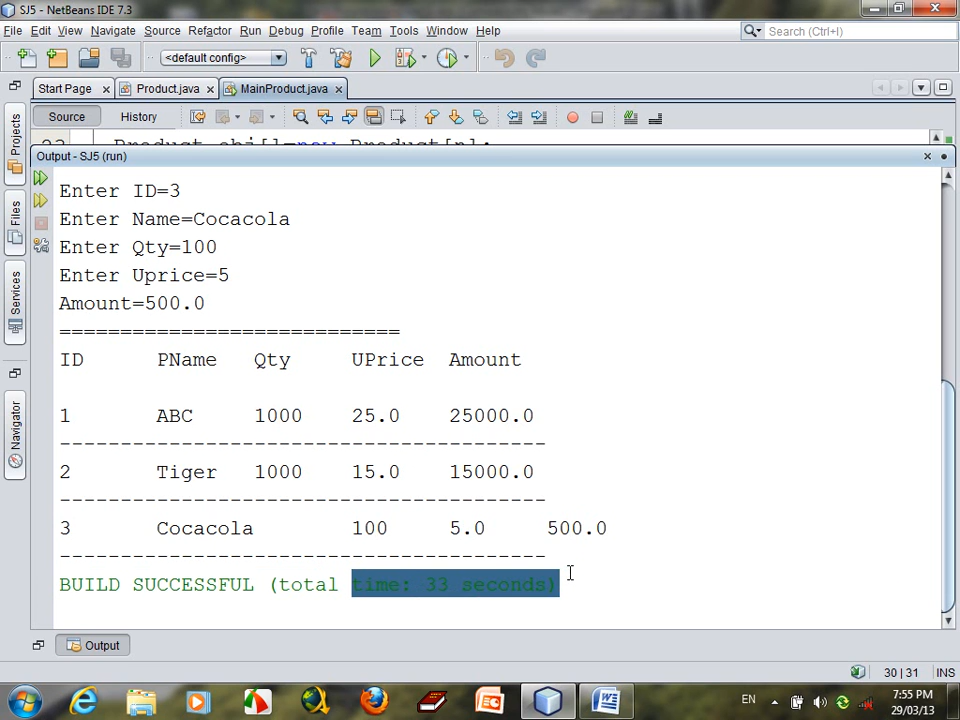 SJ5 - NetBeans IDE 7.3
File Edit View Navigate Source Refactor Run Debug Profile Team Tools Window Help
Search (Ctrl+I)
<default config>
Start Page Product.java MainProduct.java
Source History
Output - SJ5 (run)
Enter ID=3
Enter Name=Cocacola
Enter Qty=100
Enter Uprice=5
Amount=500.0
============================
ID PName Qty UPrice Amount
1 ABC 1000 25.0 25000.0
----------------------------------------
2 Tiger 1000 15.0 15000.0
----------------------------------------
3 Cocacola 100 5.0 500.0
----------------------------------------
BUILD SUCCESSFUL (total time: 33 seconds)
Projects
Files
Services
Navigator
Output
30|31 INS
EN
7:55 PM
29/03/13